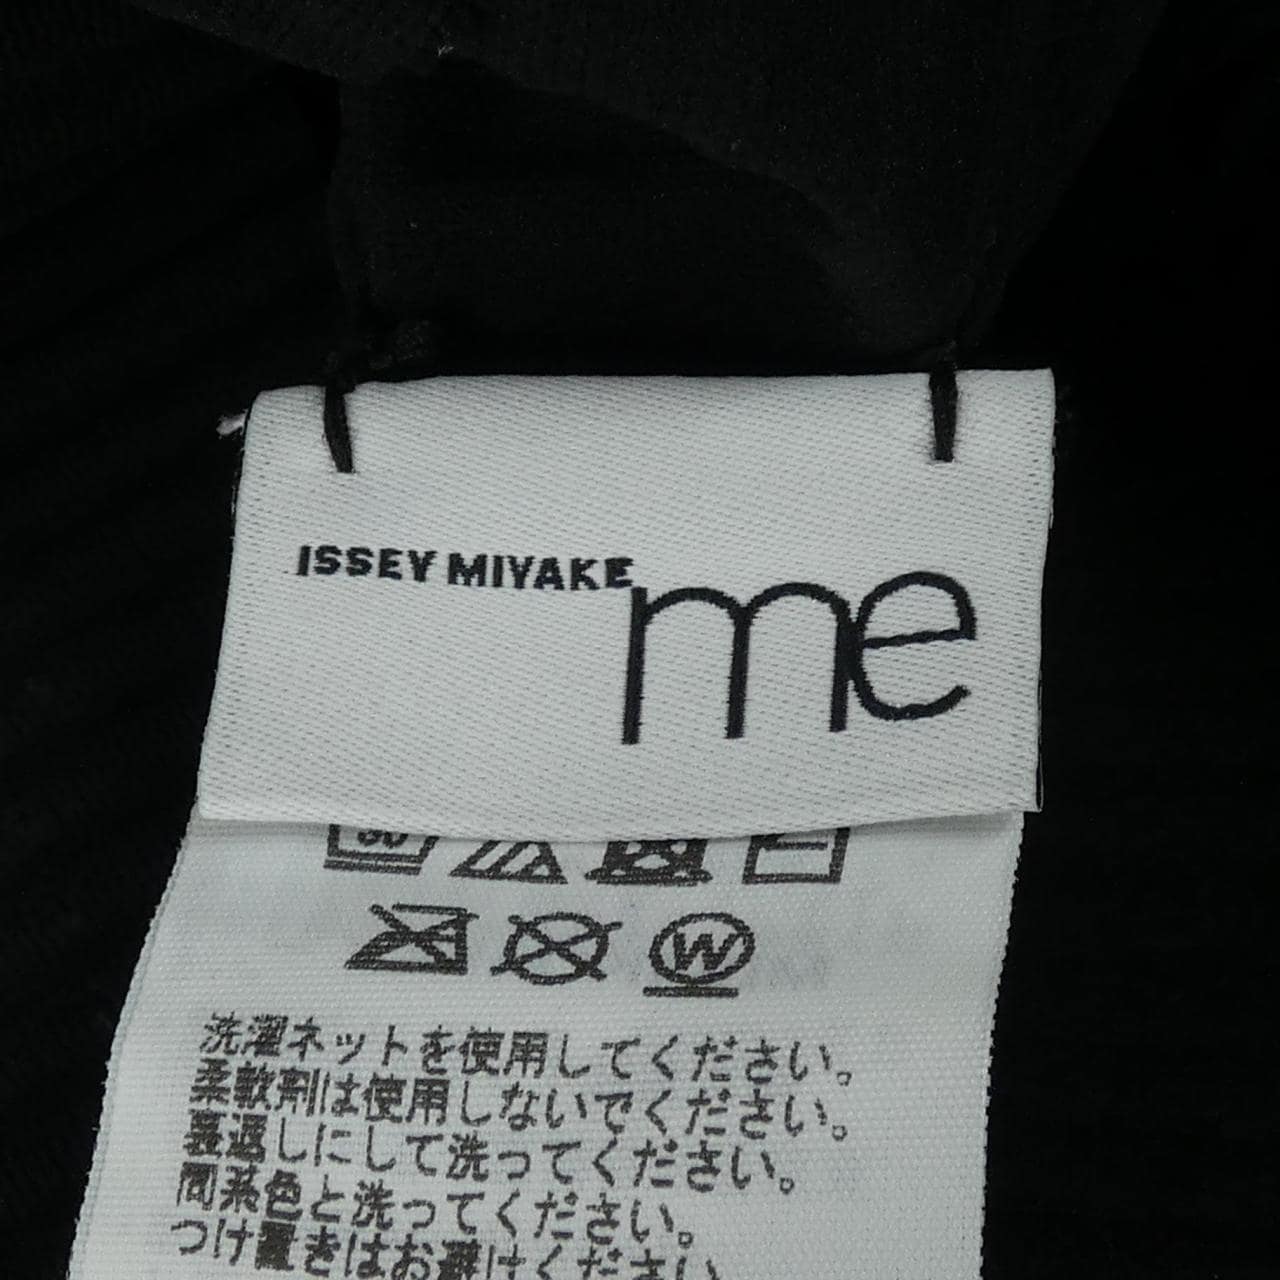 ISSEY MIYAKE
me
W
洗濯ネットを使用してください。
柔軟剤は使用しないでください。
裏返しにして洗ってください。
同系色と洗ってください。
つけ置きはお避けください